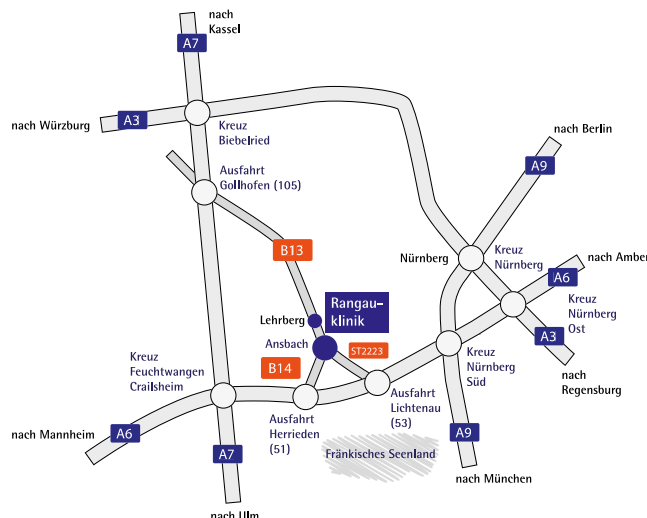 nach
Kassel
A7
nach Würzburg
A3
Kreuz
Biebelried
nach Berlin
A9
Ausfahrt
Gollhofen (105)
B13
Nürnberg
Kreuz
Nürnberg
nach Amber
A6
Kreuz
Nürnberg
Ost
Rangau-
klinik
Lehrberg
Ansbach
ST2223
A3
nach
Regensburg
B14
Kreuz
Feuchtwangen
Crailsheim
Kreuz
Nürnberg
Süd
Ausfahrt
Lichtenau
(53)
Ausfahrt
Herrieden
(51)
nach Mannheim
A6
A7
Fränkisches Seenland
A9
nach München
nach Ulm